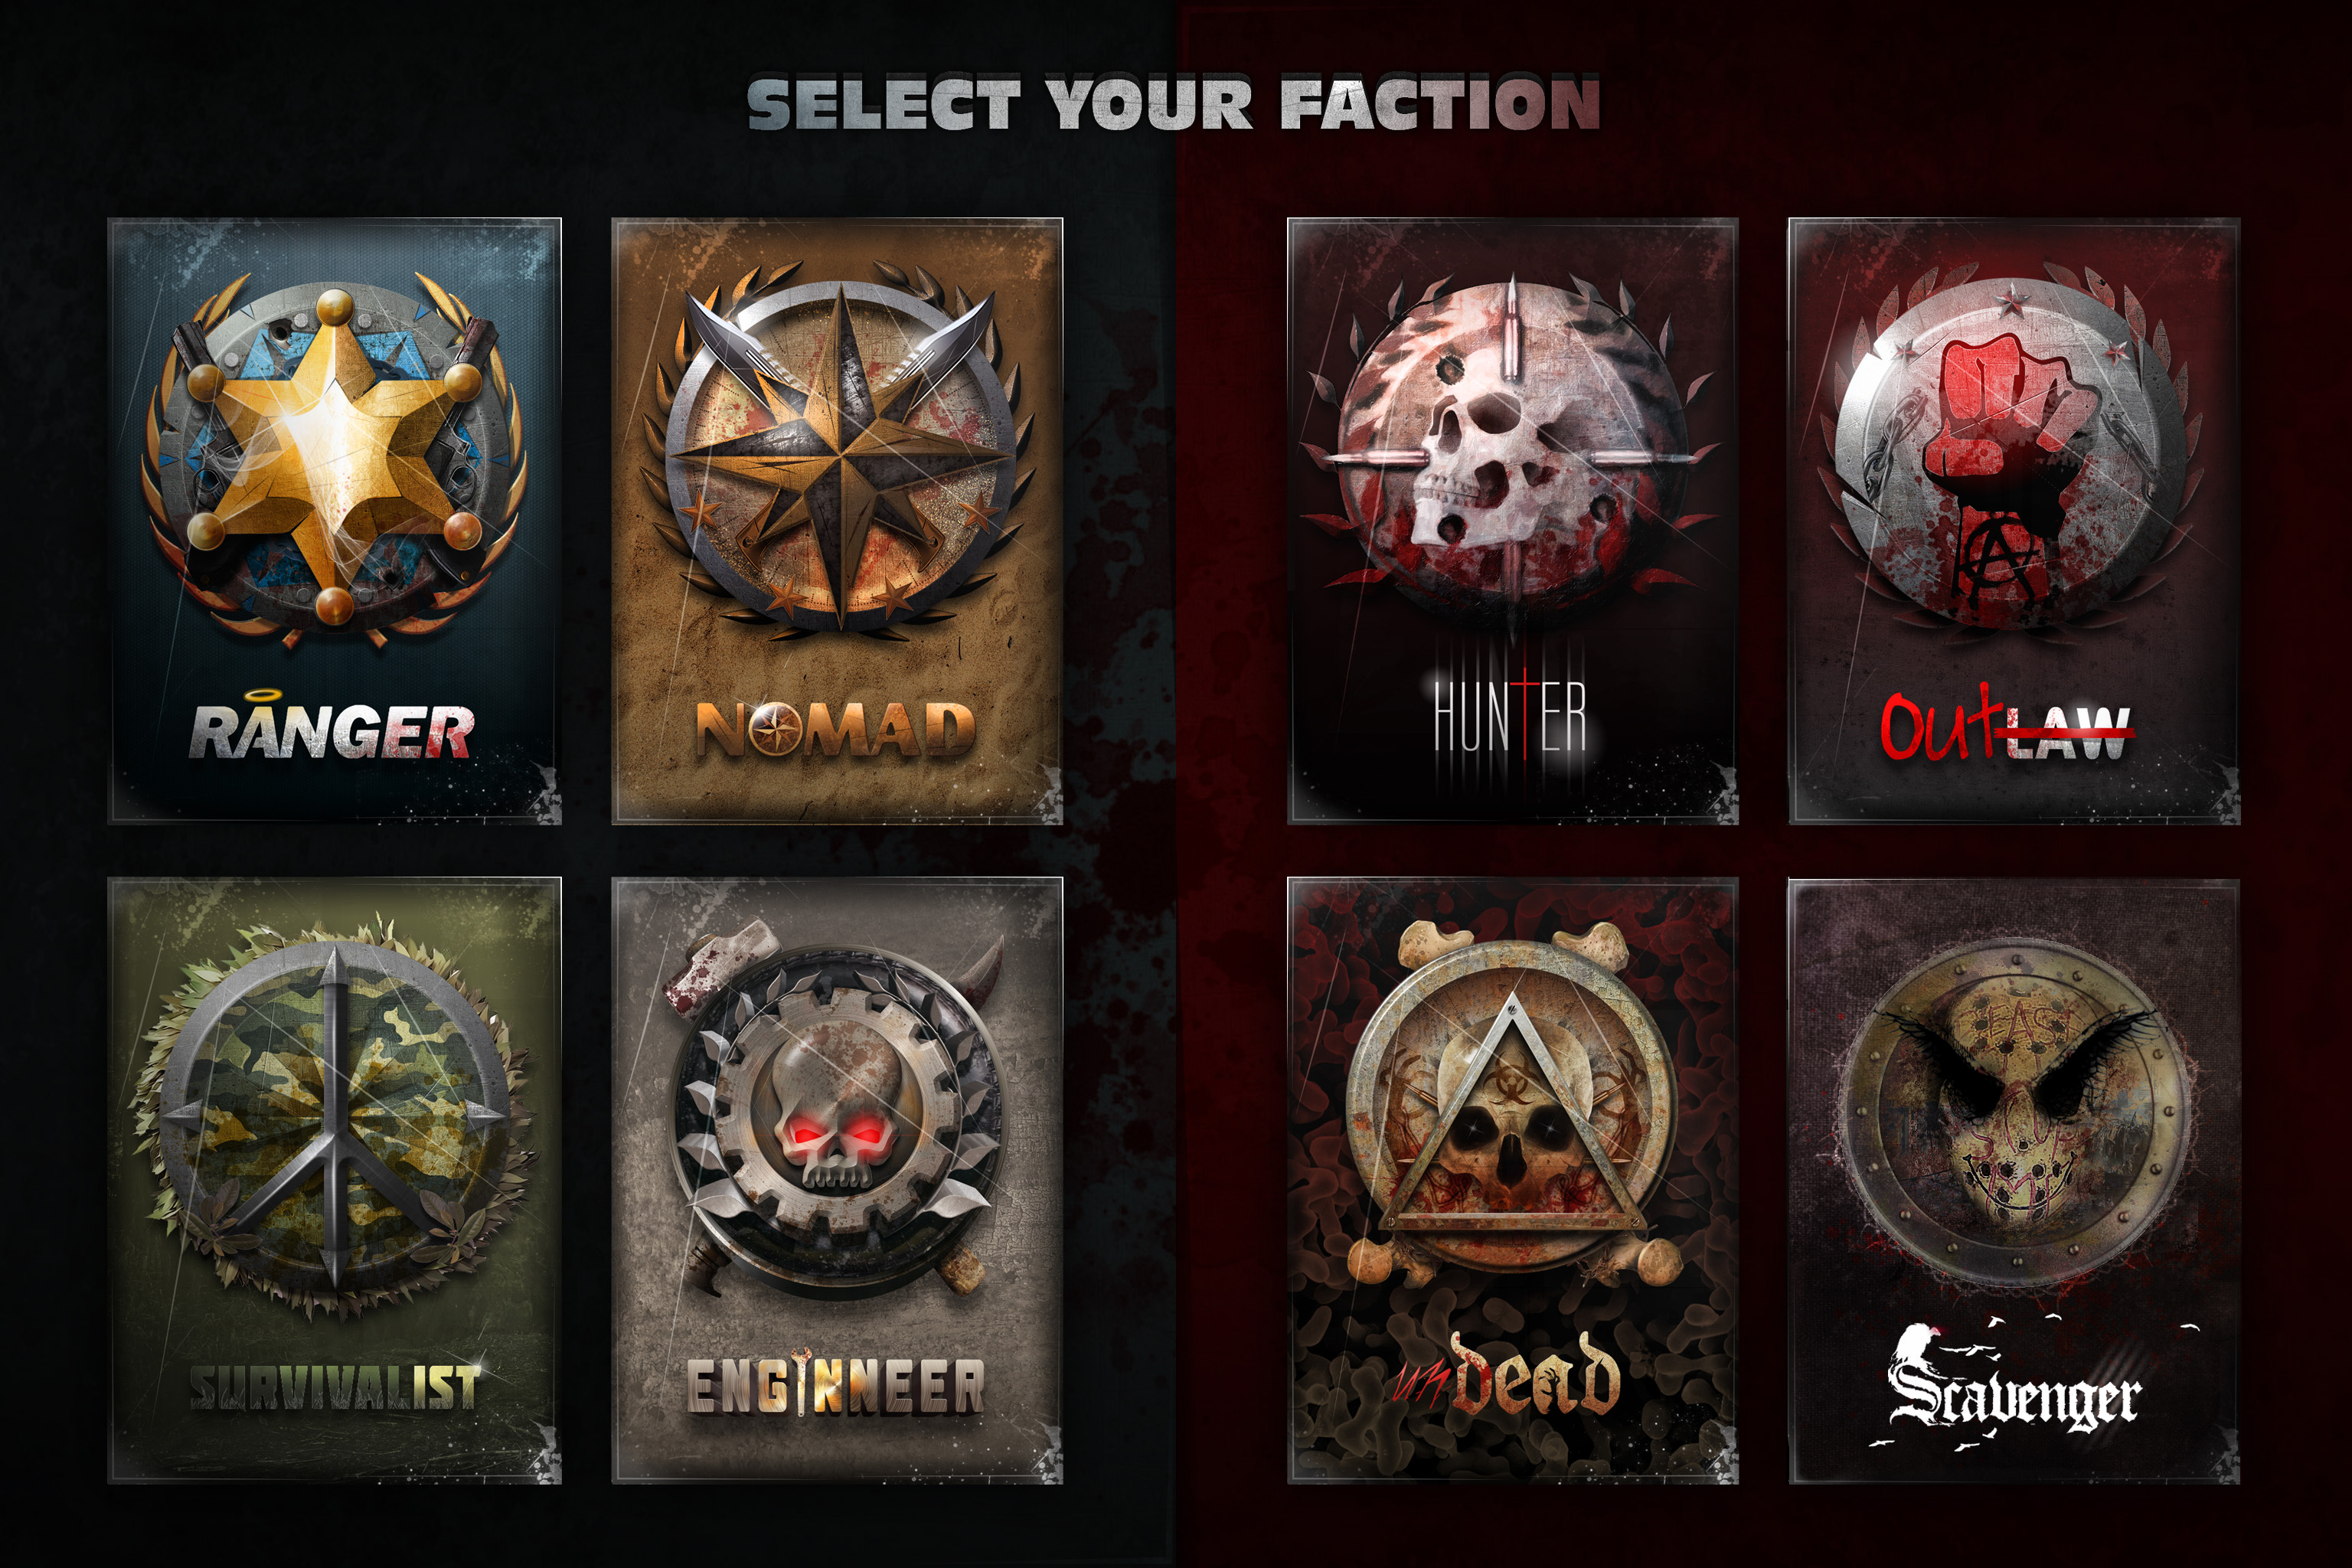 SELECT YOUR FACTION
RANGER
NOMAD
HUNTER
OutLAW
SURVIVALIST
ENGINNEER
unDead
Scavenger